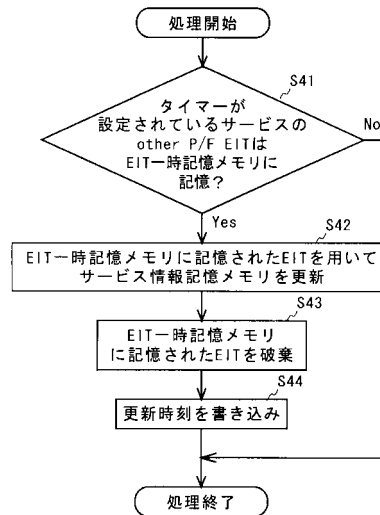 処理開始
S41
タイマーが
設定されているサービスの
other P/F EITは
EIT一時記憶メモリに
記憶?
No
Yes
S42
EIT一時記憶メモリに記憶されたEITを用いて
サービス情報記憶メモリを更新
S43
EIT一時記憶メモリ
に記憶されたEITを破棄
S44
更新時刻を書き込み
処理終了